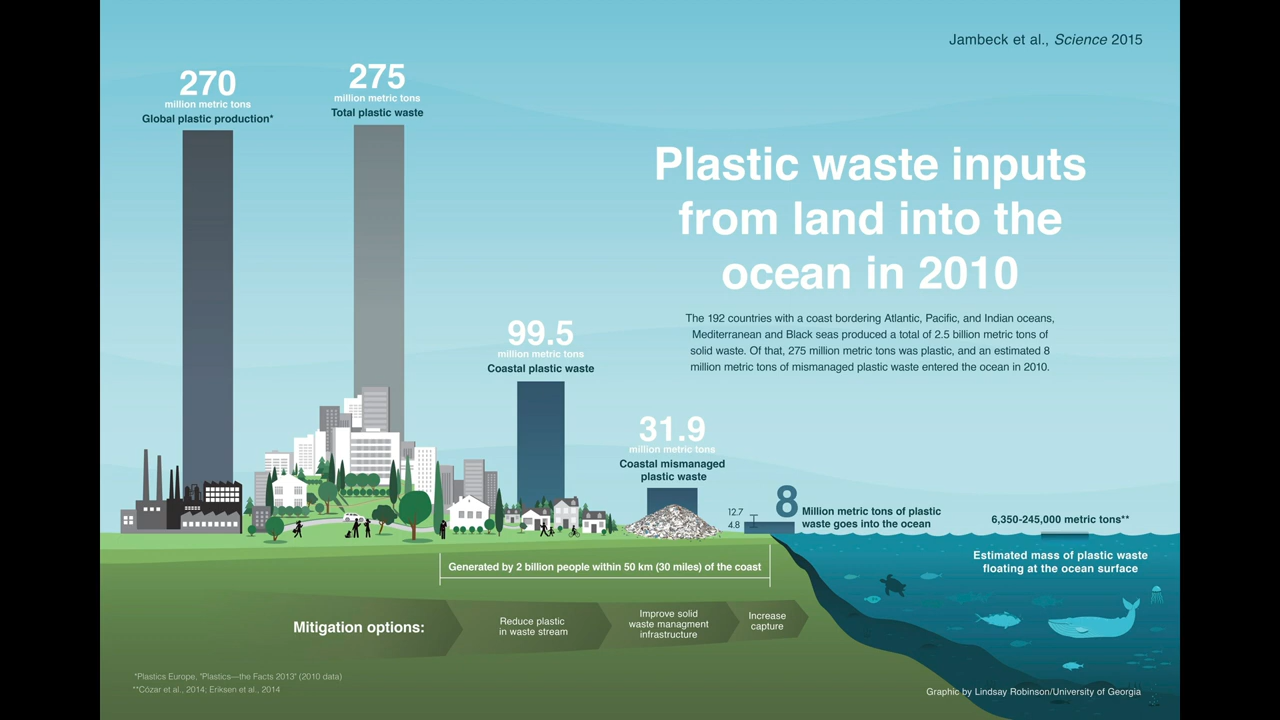 Jambeck et al., Science 2015
270
million metric tons
Global plastic production*
275
million metric tons
Total plastic waste
Plastic waste inputs
from land into the
ocean in 2010
The 192 countries with a coast bordering Atlantic, Pacific, and Indian oceans,
Mediterranean and Black seas produced a total of 2.5 billion metric tons of
solid waste. Of that, 275 million metric tons was plastic, and an estimated 8
million metric tons of mismanaged plastic waste entered the ocean in 2010.
99.5
million metric tons
Coastal plastic waste
31.9
million metric tons
Coastal mismanaged
plastic waste
12.7
4.8
8
Million metric tons of plastic
waste goes into the ocean
6,350-245,000 metric tons**
Estimated mass of plastic waste
floating at the ocean surface
Generated by 2 billion people within 50 km (30 miles) of the coast
Mitigation options:
Reduce plastic
in waste stream
Improve solid
waste managment
infrastructure
Increase
capture
*Plastics Europe, "Plastics—the Facts 2013" (2010 data)
**Cózar et al., 2014; Eriksen et al., 2014
Graphic by Lindsay Robinson/University of Georgia